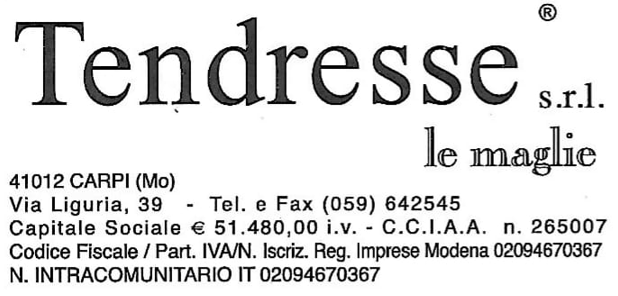 Tendresse ® s.r.l.
le maglie
41012 CARPI (Mo)
Via Liguria, 39 - Tel. e Fax (059) 642545
Capitale Sociale € 51.480,00 i.v. - C.C.I.A.A. n. 265007
Codice Fiscale / Part. IVA/N. Iscriz. Reg. Imprese Modena 02094670367
N. INTRACOMUNITARIO IT 02094670367